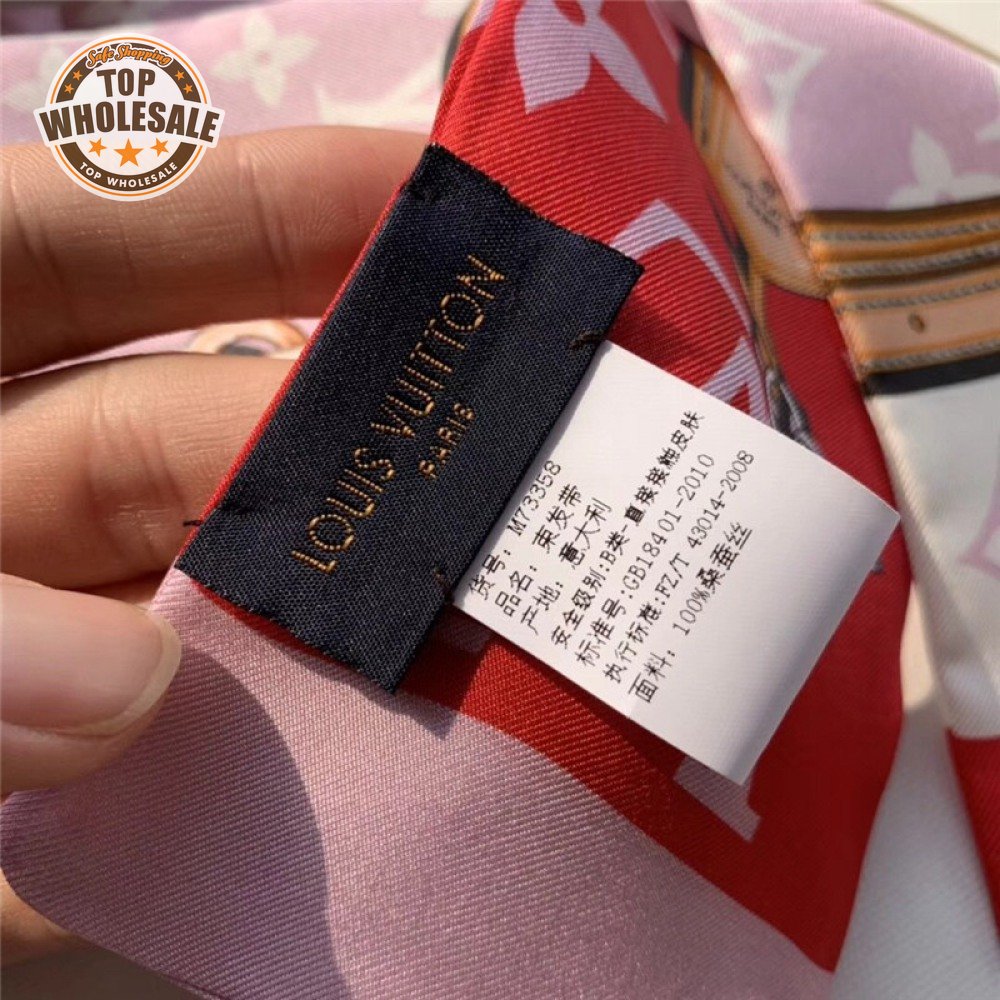 Safe Shopping
TOP
WHOLESALE
TOP WHOLESALE
LOUIS VUITTON
PARIS
货号: M73358
品名: 束发带
产地: 意大利
安全级别:B类-直接接触皮肤
标准号:GB18401-2010
执行标准:FZ/T 43014-2008
面料: 100%桑蚕丝